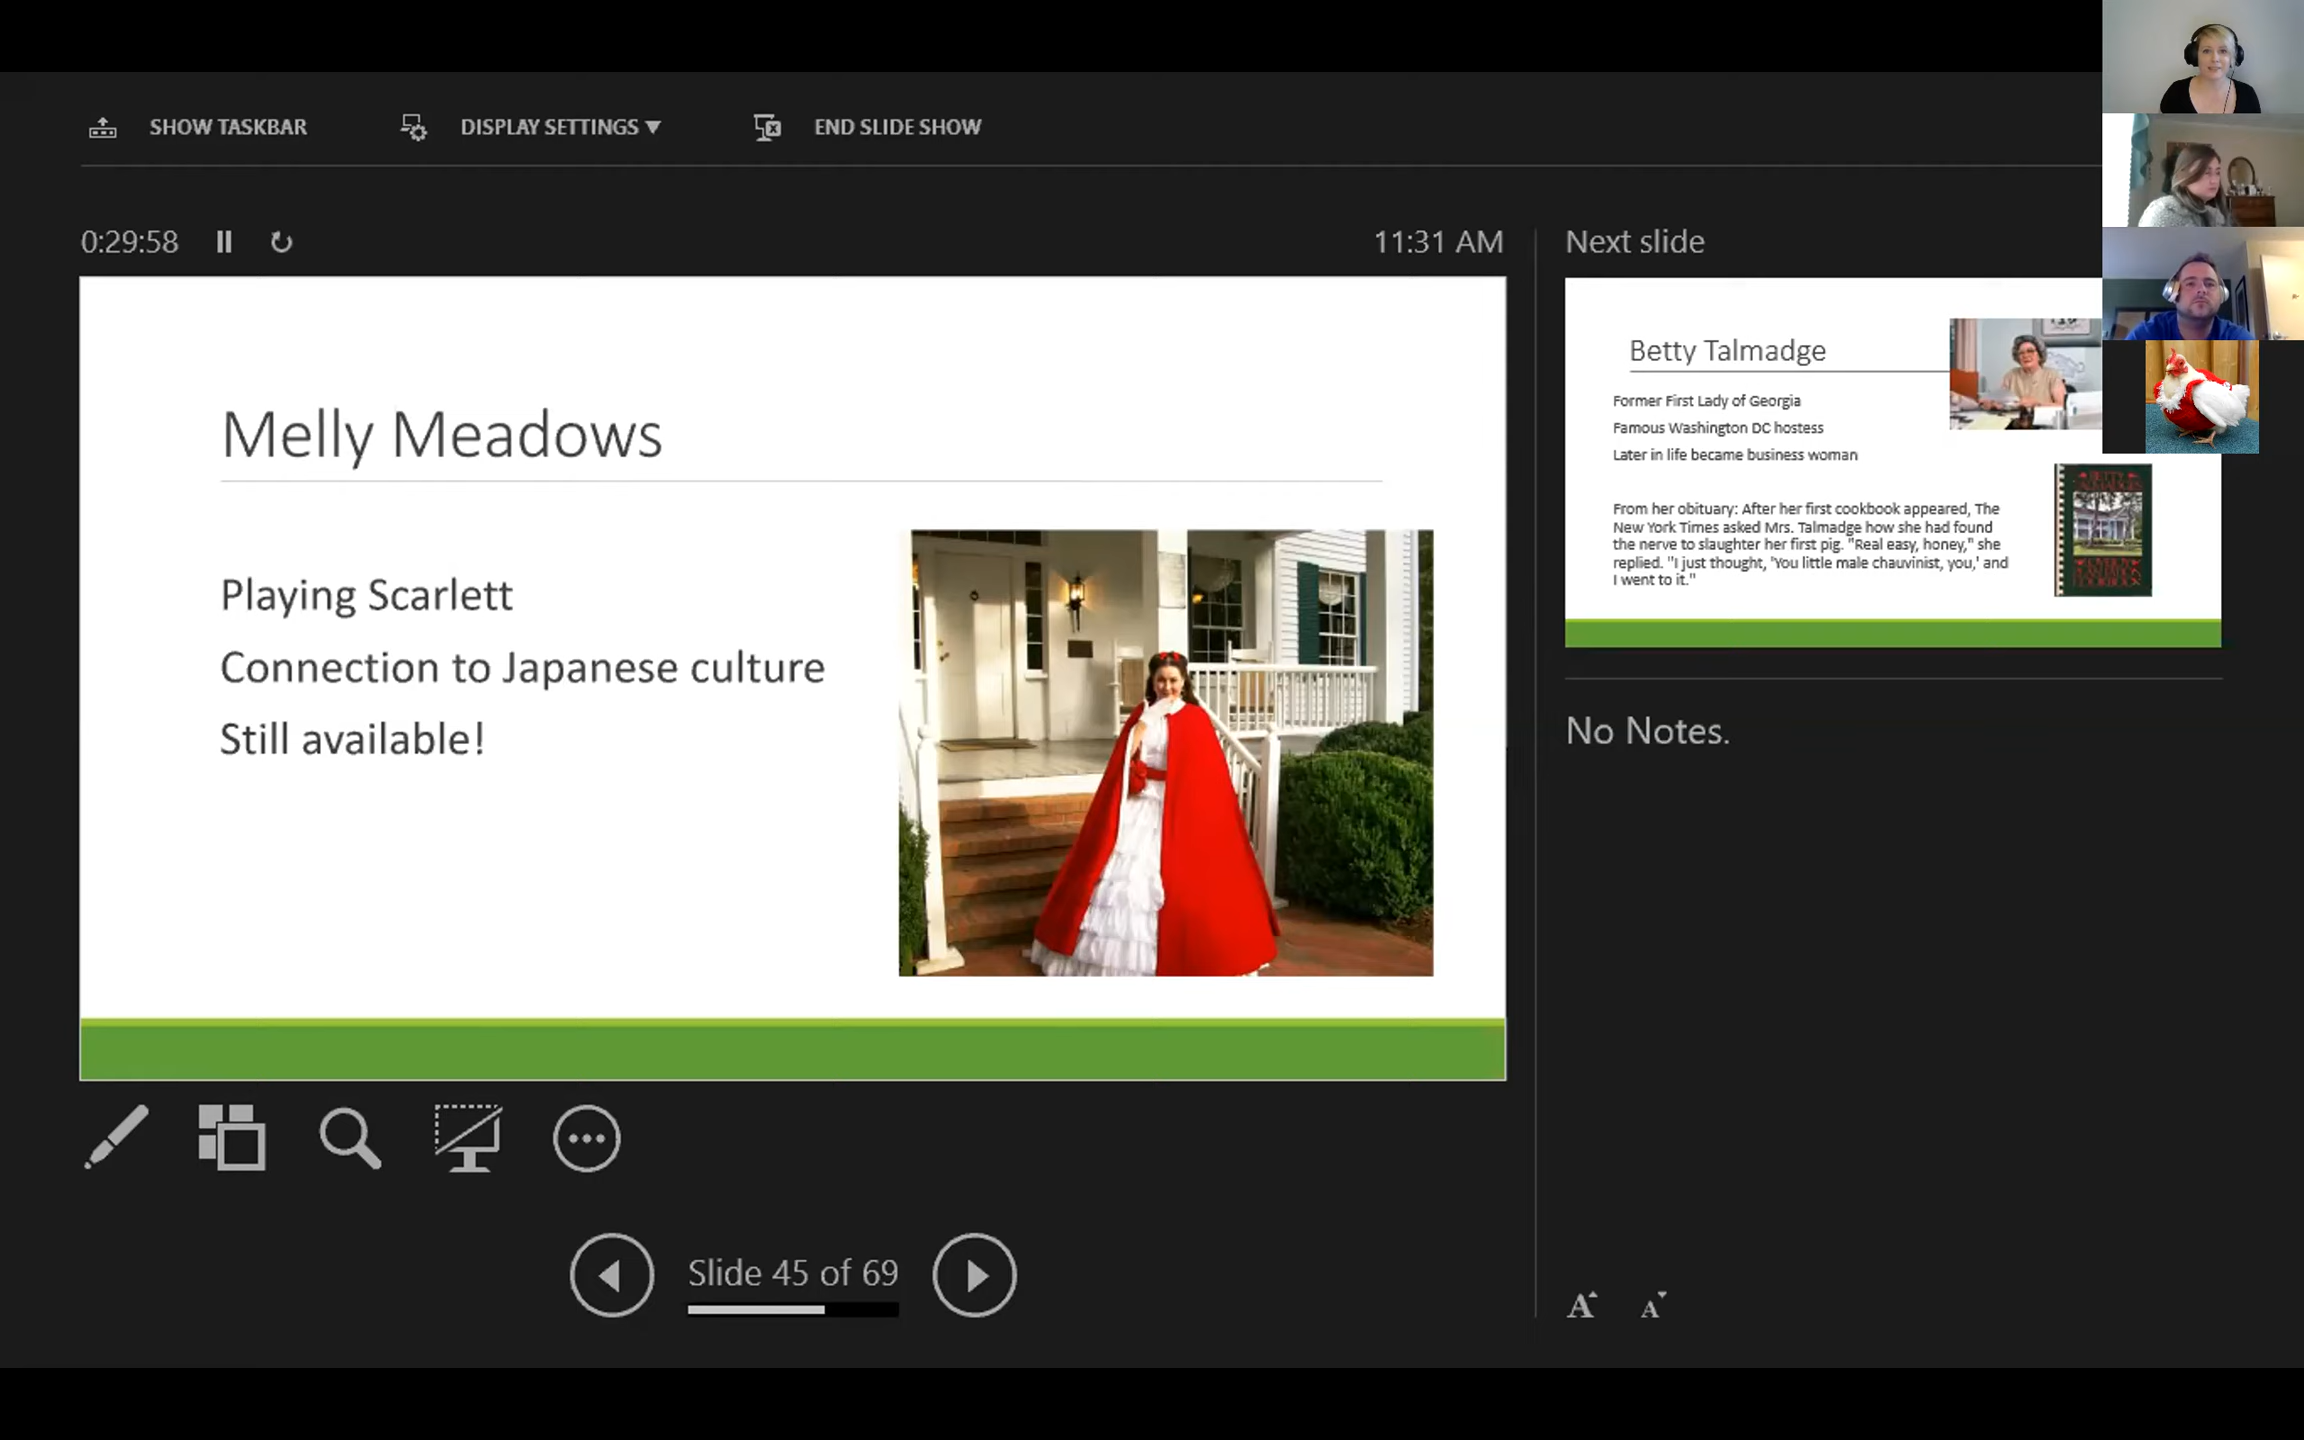 SHOW TASKBAR
DISPLAY SETTINGS ▼
END SLIDE SHOW
0:29:58
11:31 AM
Melly Meadows
Playing Scarlett
Connection to Japanese culture
Still available!
Slide 45 of 69
Next slide
Betty Talmadge
Former First Lady of Georgia
Famous Washington DC hostess
Later in life became business woman
From her obituary: After her first cookbook appeared, The
New York Times asked Mrs. Talmadge how she had found
the nerve to slaughter her first pig. "Real easy, honey," she
replied. "I just thought, 'You little male chauvinist, you,' and
I went to it."
No Notes.
A A